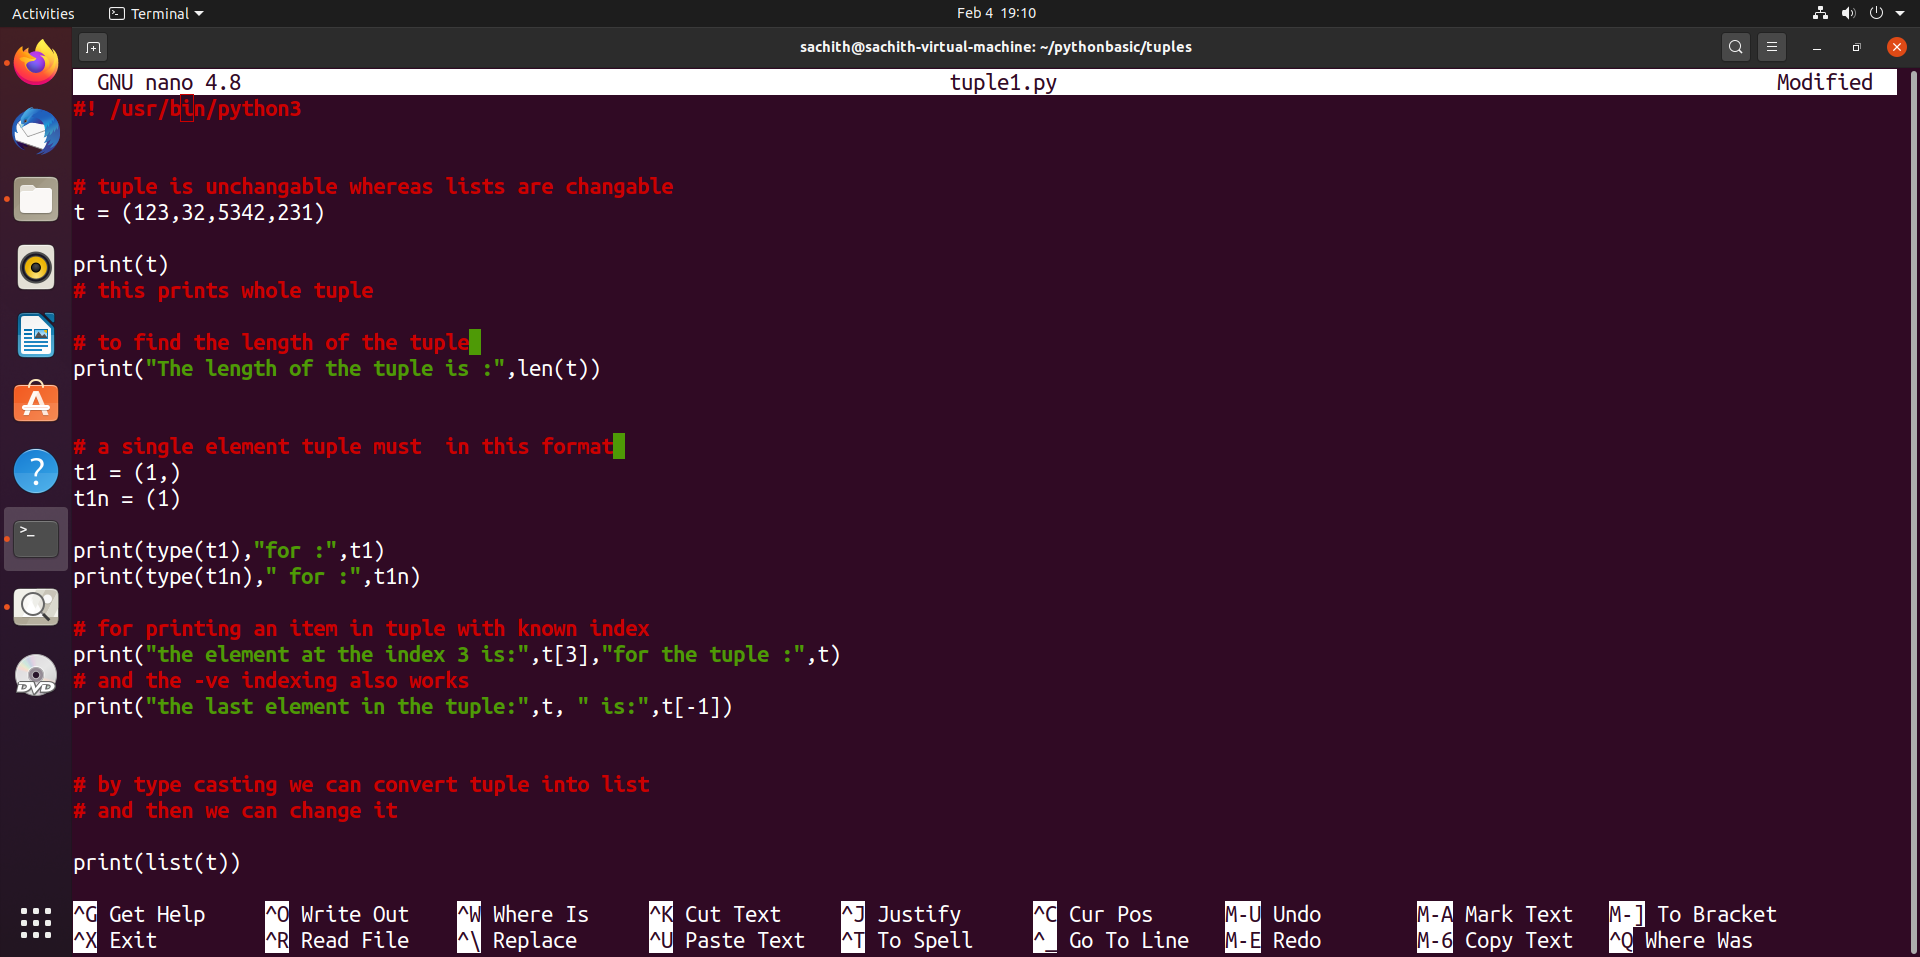 Activities Terminal Feb 4 19:10
sachith@sachith-virtual-machine: ~/pythonbasic/tuples
GNU nano 4.8 tuple1.py Modified
#! /usr/bin/python3
# tuple is unchangable whereas lists are changable
t = (123,32,5342,231)
print(t)
# this prints whole tuple
# to find the length of the tuple
print("The length of the tuple is :",len(t))
# a single element tuple must  in this format
t1 = (1,)
t1n = (1)
print(type(t1),"for :",t1)
print(type(t1n)," for :",t1n)
# for printing an item in tuple with known index
print("the element at the index 3 is:",t[3],"for the tuple :",t)
# and the -ve indexing also works
print("the last element in the tuple:",t, " is:",t[-1])
# by type casting we can convert tuple into list
# and then we can change it
print(list(t))
^G Get Help ^O Write Out ^W Where Is ^K Cut Text ^J Justify ^C Cur Pos M-U Undo M-A Mark Text M-] To Bracket
^X Exit ^R Read File ^\ Replace ^U Paste Text ^T To Spell ^_ Go To Line M-E Redo M-6 Copy Text ^Q Where Was
DVD